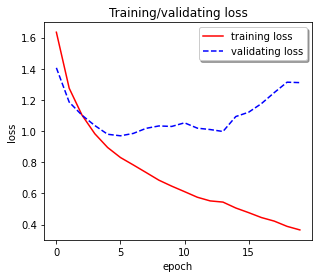 Training/validating loss
training loss
validating loss
loss
1.6
1.4
1.2
1.0
0.8
0.6
0.4
0
5
10
15
epoch